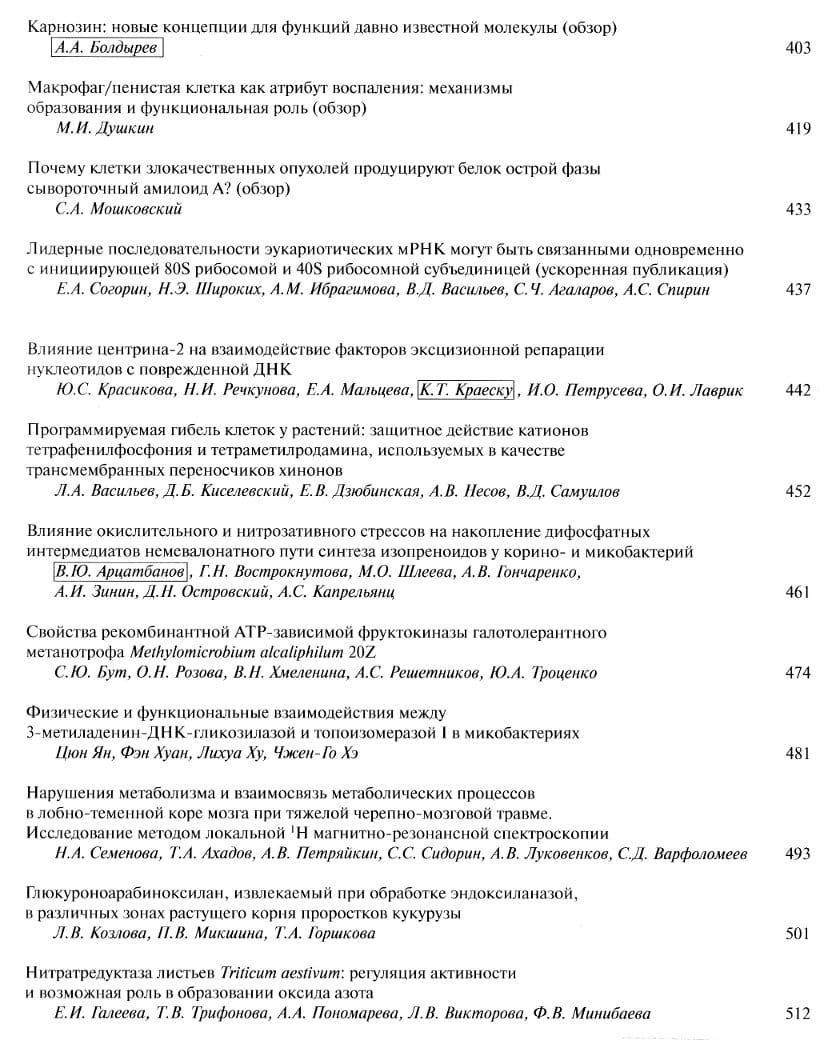 Карнозин: новые концепции для функций давно известной молекулы (обзор)
А.А. Болдырев 403
Макрофаг/пенистая клетка как атрибут воспаления: механизмы
образования и функциональная роль (обзор)
М.И. Душкин 419
Почему клетки злокачественных опухолей продуцируют белок острой фазы
сывороточный амилоид А? (обзор)
С.А. Мошковский 433
Лидерные последовательности эукариотических мРНК могут быть связанными одновременно
с инициирующей 80S рибосомой и 40S рибосомной субъединицей (ускоренная публикация)
Е.А. Согорин, Н.Э. Широких, А.М. Ибрагимова, В.Д. Васильев, С.Ч. Агаларов, А.С. Спирин 437
Влияние центрина-2 на взаимодействие факторов эксцизионной репарации
нуклеотидов с поврежденной ДНК
Ю.С. Красикова, Н.И. Речкунова, Е.А. Мальцева, К.Т. Краеску, И.О. Петрусева, О.И. Лаврик 442
Программируемая гибель клеток у растений: защитное действие катионов
тетрафенилфосфония и тетраметилродамина, используемых в качестве
трансмембранных переносчиков хинонов
Л.А. Васильев, Д.Б. Киселевский, Е.В. Дзюбинская, А.В. Несов, В.Д. Самуилов 452
Влияние окислительного и нитрозативного стрессов на накопление дифосфатных
интермедиатов немевалонатного пути синтеза изопреноидов у корино- и микобактерий
В.Ю. Арцатбанов, Г.Н. Вострокнутова, М.О. Шлеева, А.В. Гончаренко,
А.И. Зинин, Д.Н. Островский, А.С. Капрельянц 461
Свойства рекомбинантной АТР-зависимой фруктокиназы галотолерантного
метанотрофа Methylomicrobium alcaliphilum 20Z
С.Ю. Бут, О.Н. Розова, В.Н. Хмеленина, А.С. Решетников, Ю.А. Троценко 474
Физические и функциональные взаимодействия между
3-метиладенин-ДНК-гликозилазой и топоизомеразой I в микобактериях
Цюн Ян, Фэн Хуан, Лихуа Ху, Чжен-Го Хэ 481
Нарушения метаболизма и взаимосвязь метаболических процессов
в лобно-теменной коре мозга при тяжелой черепно-мозговой травме.
Исследование методом локальной ¹H магнитно-резонансной спектроскопии
Н.А. Семенова, Т.А. Ахадов, А.В. Петряйкин, С.С. Сидорин, А.В. Луковенков, С.Д. Варфоломеев 493
Глюкуроноарабиноксилан, извлекаемый при обработке эндоксиланазой,
в различных зонах растущего корня проростков кукурузы
Л.В. Козлова, П.В. Микшина, Т.А. Горшкова 501
Нитратредуктаза листьев Triticum aestivum: регуляция активности
и возможная роль в образовании оксида азота
Е.И. Галеева, Т.В. Трифонова, А.А. Пономарева, Л.В. Викторова, Ф.В. Минибаева 512